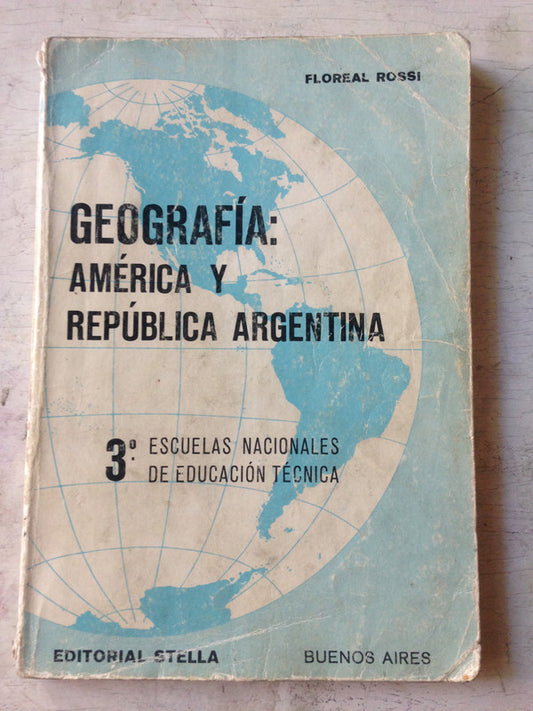 FLOREAL ROSSI
GEOGRAFÍA:
AMÉRICA Y
REPÚBLICA ARGENTINA
3º. ESCUELAS NACIONALES
DE EDUCACIÓN TÉCNICA
EDITORIAL STELLA BUENOS AIRES